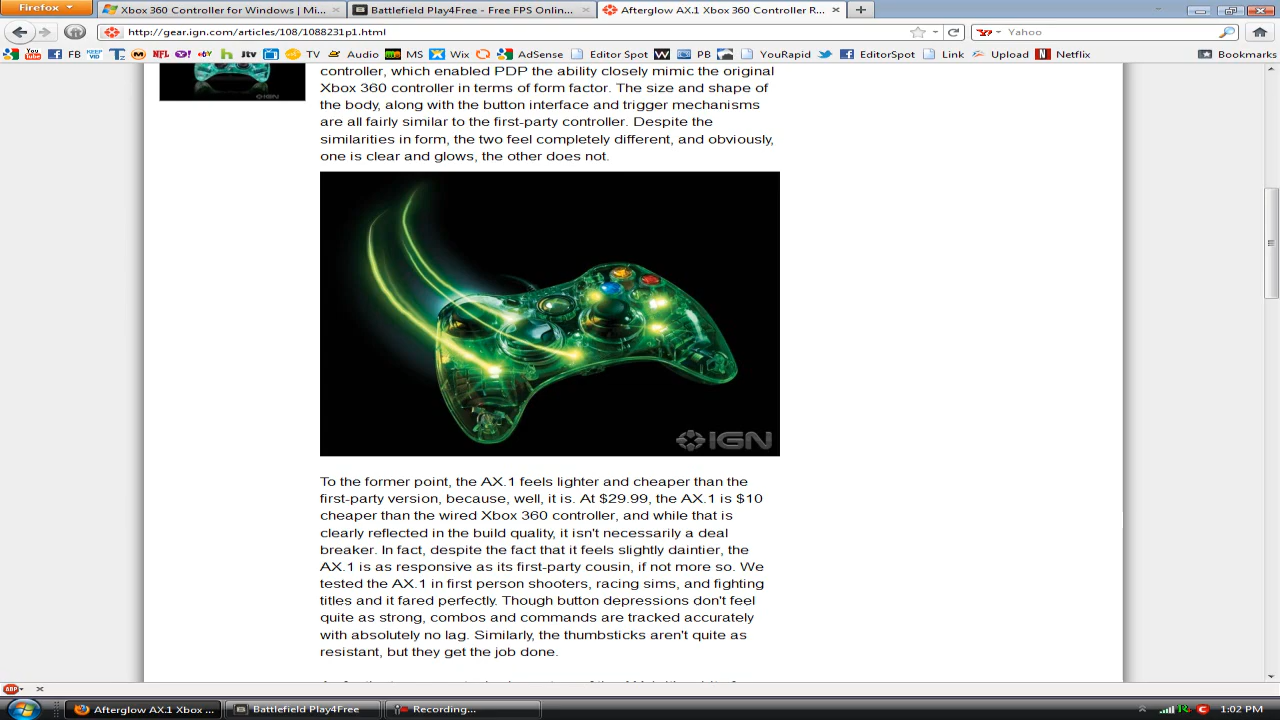 Firefox
Xbox 360 Controller for Windows | Mi...
Battlefield Play4Free - Free FPS Onlin...
Afterglow AX.1 Xbox 360 Controller R...
http://gear.ign.com/articles/108/1088231p1.html
Yahoo
You Tube
FB
KEEP VID
NFL
Y!
jtv
TV
Audio
MS
Wix
AdSense
Editor Spot
W
PB
YouRapid
EditorSpot
Link
Upload
N
Netflix
Bookmarks
IGN
controller, which enabled PDP the ability closely mimic the original
Xbox 360 controller in terms of form factor. The size and shape of
the body, along with the button interface and trigger mechanisms
are all fairly similar to the first-party controller. Despite the
similarities in form, the two feel completely different, and obviously,
one is clear and glows, the other does not.
IGN
To the former point, the AX.1 feels lighter and cheaper than the
first-party version, because, well, it is. At $29.99, the AX.1 is $10
cheaper than the wired Xbox 360 controller, and while that is
clearly reflected in the build quality, it isn't necessarily a deal
breaker. In fact, despite the fact that it feels slightly daintier, the
AX.1 is as responsive as its first-party cousin, if not more so. We
tested the AX.1 in first person shooters, racing sims, and fighting
titles and it fared perfectly. Though button depressions don't feel
quite as strong, combos and commands are tracked accurately
with absolutely no lag. Similarly, the thumbsticks aren't quite as
resistant, but they get the job done.
ABP
Afterglow AX.1 Xbox ...
Battlefield Play4Free
Recording...
1:02 PM